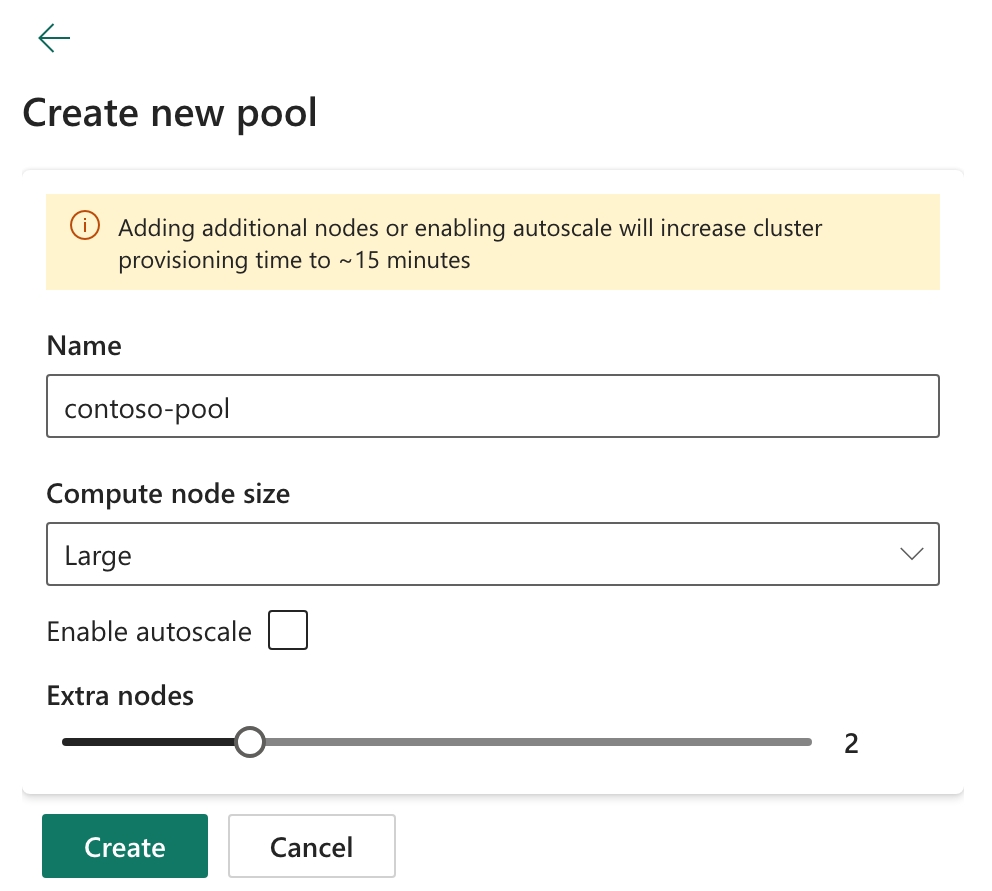 Create new pool
Adding additional nodes or enabling autoscale will increase cluster
provisioning time to ~15 minutes
Name
contoso-pool
Compute node size
Large
Enable autoscale
Extra nodes
2
Create
Cancel